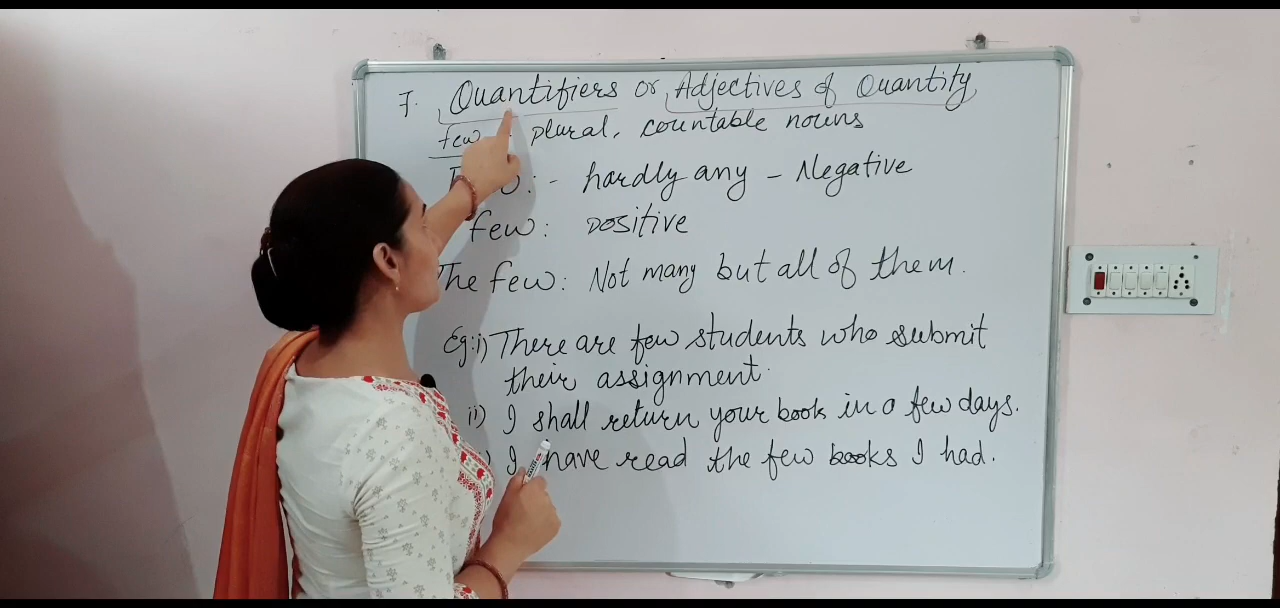 7. Quantifiers or Adjectives of Quantity
few plural, countable nouns
:- hardly any - Negative
few: positive
The few: Not many but all of them.
Eg:i) There are few students who submit
their assignment.
ii) I shall return your book in a few days.
) I have read the few books I had.